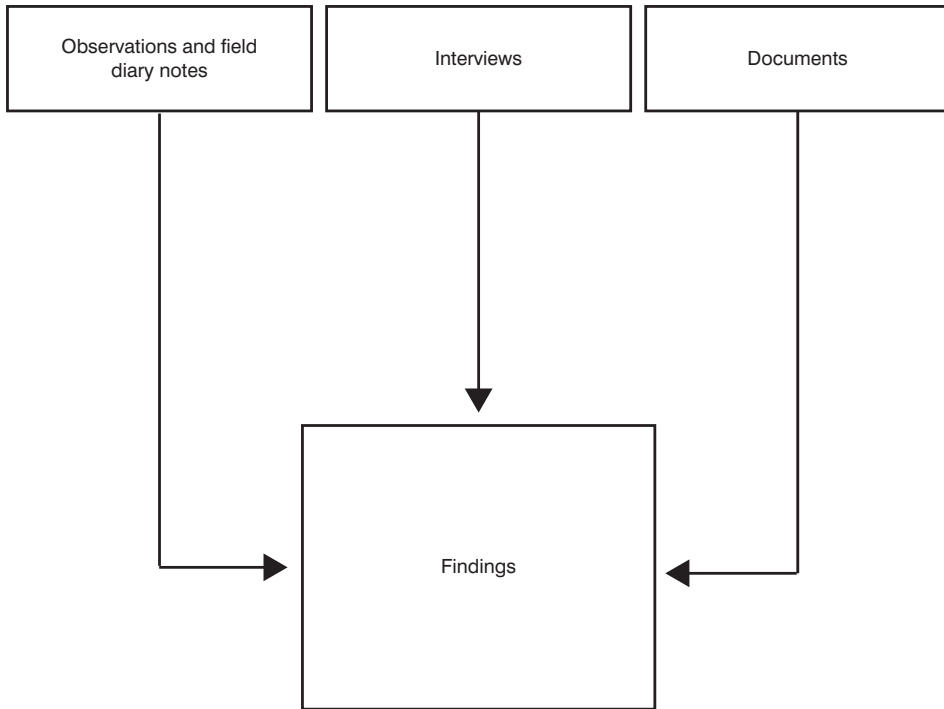 Observations and field
diary notes
Interviews
Documents
Findings